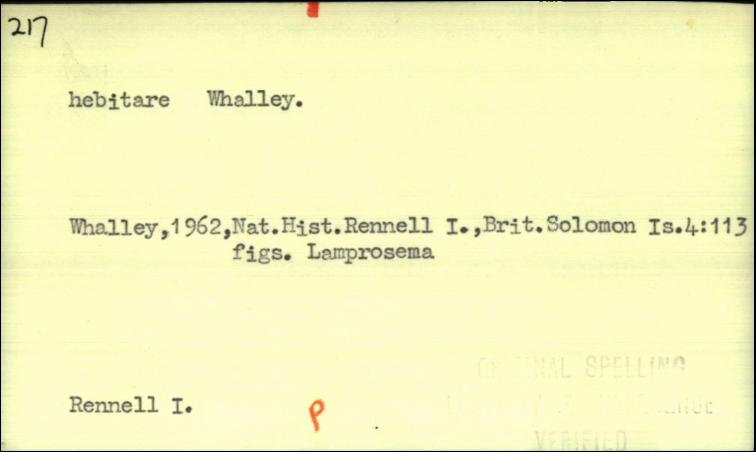 217
hebitare Whalley.
Whalley,1962,Nat.Hist.Rennell I.,Brit.Solomon Is.4:113
figs. Lamprosema
ORIGINAL SPELLING
Rennell I.
VERIFIED